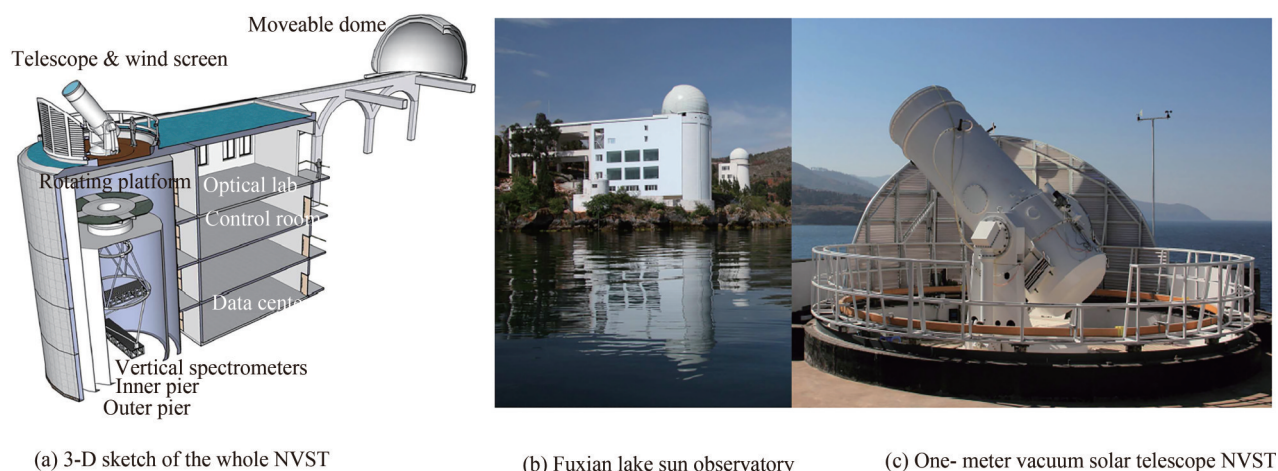 Moveable dome
Telescope & wind screen
Rotating platform
Optical lab
Control room
Data center
Vertical spectrometers
Inner pier
Outer pier
(a) 3-D sketch of the whole NVST
(b) Fuxian lake sun observatory
(c) One- meter vacuum solar telescope NVST